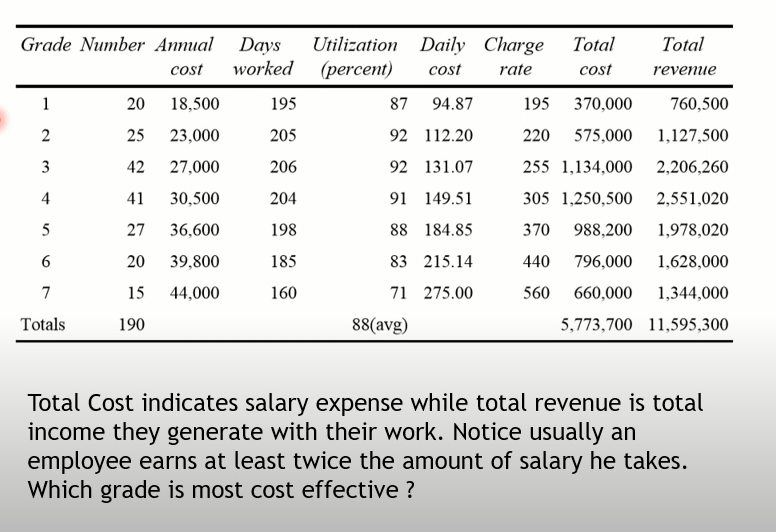 Grade Number Annual Days Utilization Daily Charge Total Total
cost worked (percent) cost rate cost revenue
1 20 18,500 195 87 94.87 195 370,000 760,500
2 25 23,000 205 92 112.20 220 575,000 1,127,500
3 42 27,000 206 92 131.07 255 1,134,000 2,206,260
4 41 30,500 204 91 149.51 305 1,250,500 2,551,020
5 27 36,600 198 88 184.85 370 988,200 1,978,020
6 20 39,800 185 83 215.14 440 796,000 1,628,000
7 15 44,000 160 71 275.00 560 660,000 1,344,000
Totals 190 88(avg) 5,773,700 11,595,300
Total Cost indicates salary expense while total revenue is total
income they generate with their work. Notice usually an
employee earns at least twice the amount of salary he takes.
Which grade is most cost effective ?